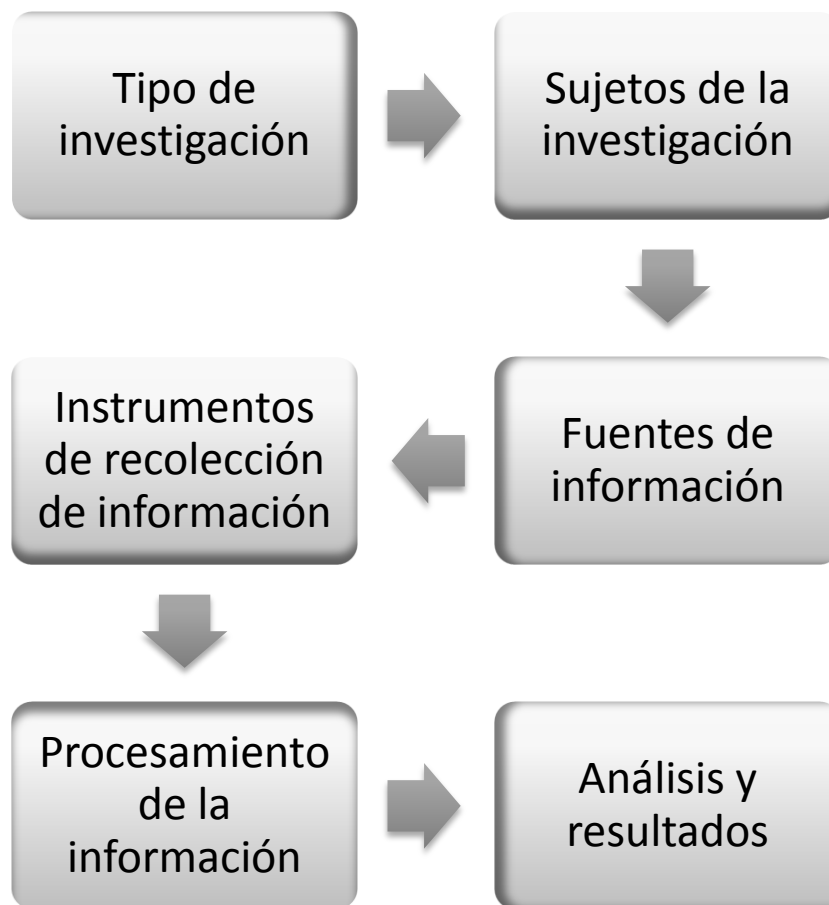 Tipo de
investigación
Sujetos de la
investigación
Fuentes de
información
Instrumentos
de recolección
de información
Procesamiento
de la
información
Análisis y
resultados